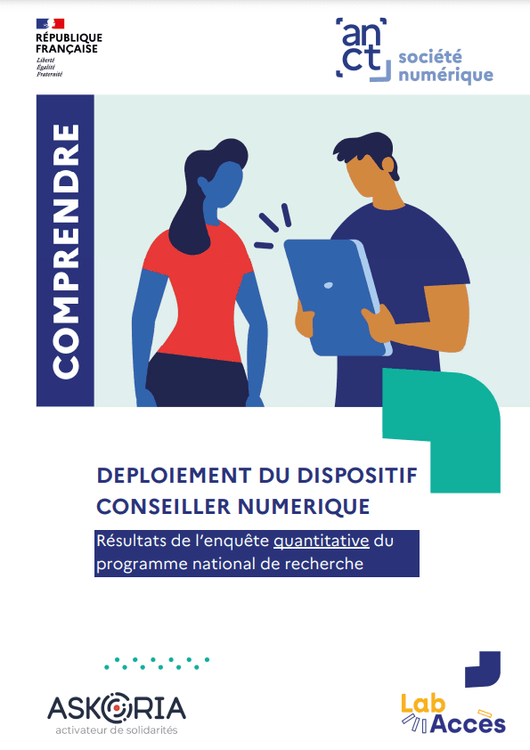 RÉPUBLIQUE
FRANÇAISE
Liberté
Égalité
Fraternité
an
ct
société
numérique
COMPRENDRE
DEPLOIEMENT DU DISPOSITIF
CONSEILLER NUMERIQUE
Résultats de l'enquête quantitative du
programme national de recherche
ASKORIA
activateur de solidarités
Lab
Accès